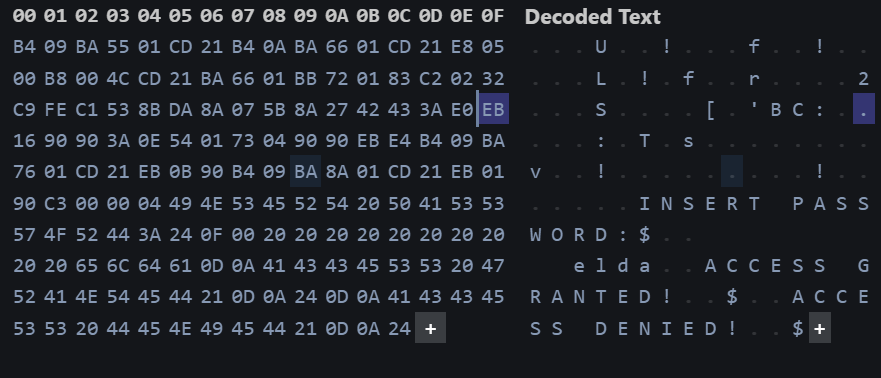 00 01 02 03 04 05 06 07 08 09 0A 0B 0C 0D 0E 0F Decoded Text
B4 09 BA 55 01 CD 21 B4 0A BA 66 01 CD 21 E8 05 . . . U . . ! . . . f . . ! . .
00 B8 00 4C CD 21 BA 66 01 BB 72 01 83 C2 02 32 . . . L . ! . f . . r . . . . 2
C9 FE C1 53 8B DA 8A 07 5B 8A 27 42 43 3A E0 EB . . . S . . . . [ . ' B C : . .
16 90 90 3A 0E 54 01 73 04 90 90 EB E4 B4 09 BA . . . : . T . s . . . . . . . .
76 01 CD 21 EB 0B 90 B4 09 BA 8A 01 CD 21 EB 01 v . . ! . . . . . . . . . ! . .
90 C3 00 00 04 49 4E 53 45 52 54 20 50 41 53 53 . . . . . I N S E R T P A S S
57 4F 52 44 3A 24 0F 00 20 20 20 20 20 20 20 20 W O R D : $ . .
20 20 65 6C 64 61 0D 0A 41 43 43 45 53 53 20 47 e l d a . . A C C E S S G
52 41 4E 54 45 44 21 0D 0A 24 0D 0A 41 43 43 45 R A N T E D ! . . $ . . A C C E
53 53 20 44 45 4E 49 45 44 21 0D 0A 24 + S S D E N I E D ! . . $ +